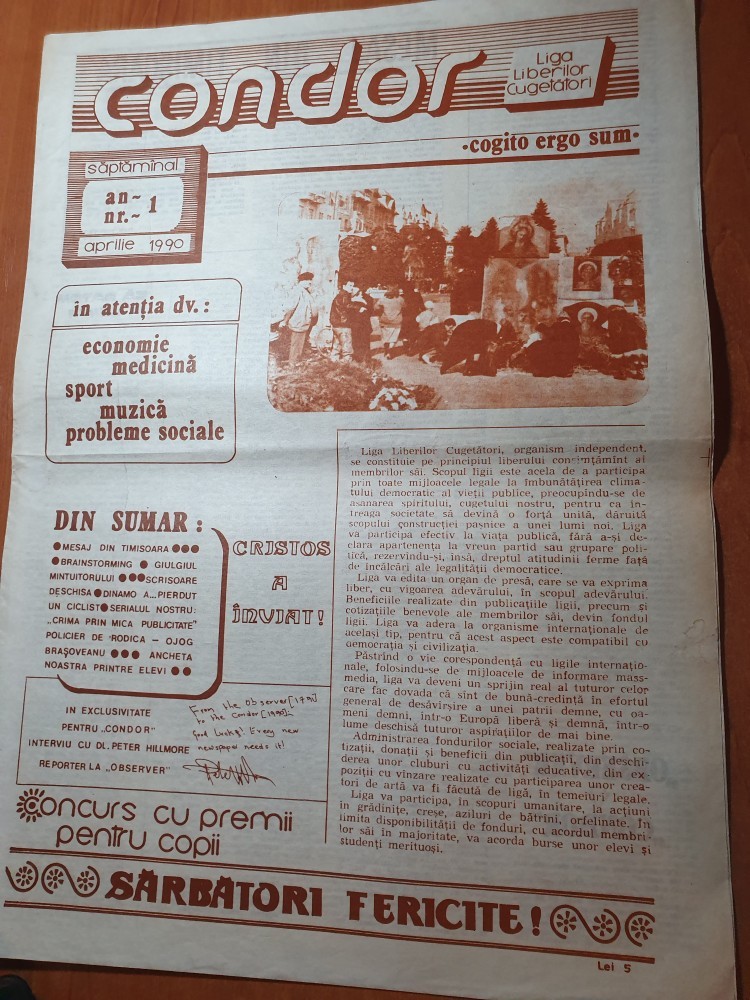 condor
Liga
Liberilor
Cugetători
·cogito ergo sum·
săptămînal
an~
nr.~ 1
aprilie 1990
în atenția dv.:
economie
medicină
sport
muzică
probleme sociale
DIN SUMAR :
●MESAJ DIN TIMISOARA ●●●
●BRAINSTORMING ● GIULGIUL
MINTUITORULUI ●●●SCRISOARE
DESCHISA●DINAMO A...PIERDUT
UN CICLIST●SERIALUL NOSTRU:
„CRIMA PRIN MICA PUBLICITATE"
POLICIER DE RODICA - OJOG
BRAŞOVEANU ●●● ANCHETA
NOASTRA PRINTRE ELEVI ●●
CRISTOS
A
ÎNVIAT!
IN EXCLUSIVITATE
PENTRU „CONDOR"
INTERVIU CU DL. PETER HILLMORE
REPORTER LA „OBSERVER"
From the Observer [1791]
to the Condor [1990];
Good Luck! Every new
newspaper needs it!
Concurs cu premii
pentru copii
Liga Liberilor Cugetători, organism independent,
se constituie pe principiul liberului consimțămînt al
membrilor săi. Scopul ligii este acela de a participa
prin toate mijloacele legale la îmbunătățirea clima-
tului democratic al vieții publice, preocupîndu-se de
asanarea spiritului, cugetului nostru, pentru ca în-
treaga societate să devină o forță unită, dăruită
scopului construcției pașnice a unei lumi noi. Liga
va participa efectiv la viața publică, fără a-și de-
clara apartenența la vreun partid sau grupare poli-
tică, rezervîndu-și, însă, dreptul atitudinii ferme față
de încălcări ale legalității democratice.
Liga va edita un organ de presă, care se va exprima
liber, cu vigoarea adevărului, în scopul adevărului.
Beneficiile realizate din publicațiile ligii, precum și
cotizațiile benevole ale membrilor săi, devin fondul
ligii. Liga va adera la organisme internaționale de
același tip, pentru că acest aspect este compatibil cu
democrația și civilizația.
Păstrînd o vie corespondență cu ligile internațio-
nale, folosindu-se de mijloacele de informare mass-
media, liga va deveni un sprijin real al tuturor celor
care fac dovada că sînt de bună-credință în efortul
general de desăvîrșire a unei patrii demne, cu oa-
meni demni, într-o Europă liberă și demnă, într-o
lume deschisă tuturor aspirațiilor de mai bine.
Administrarea fondurilor sociale, realizate prin co-
tizații, donații și beneficii din publicații, din deschi-
derea unor cluburi cu activități educative, din ex-
poziții cu vînzare realizate cu participarea unor crea-
tori de artă va fi făcută de ligă, în temeiuri legale.
Liga va participa, în scopuri umanitare, la acțiuni
în grădinițe, creșe, aziluri de bătrîni, orfelinate. În
limita disponibilității de fonduri, cu acordul membri-
lor săi în majoritate, va acorda burse unor elevi și
studenți merituoși.
SĂRBĂTORI FERICITE!
Lei 5